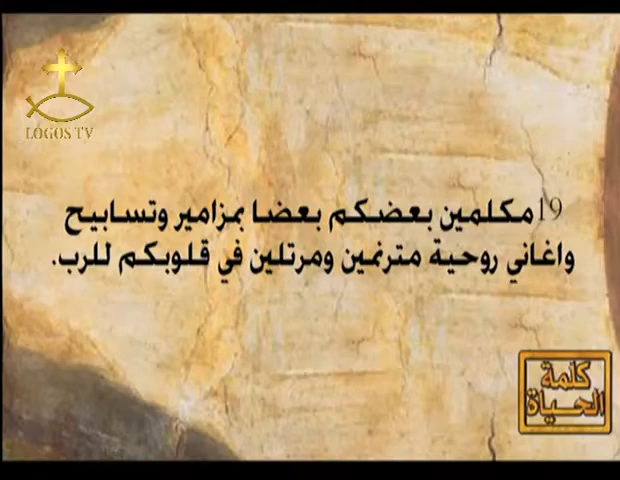 LOGOS TV
19مكلمين بعضكم بعضا بمزامير وتسابيح
واغاني روحية مترنمين ومرتلين في قلوبكم للرب.
كلمة
الحياة